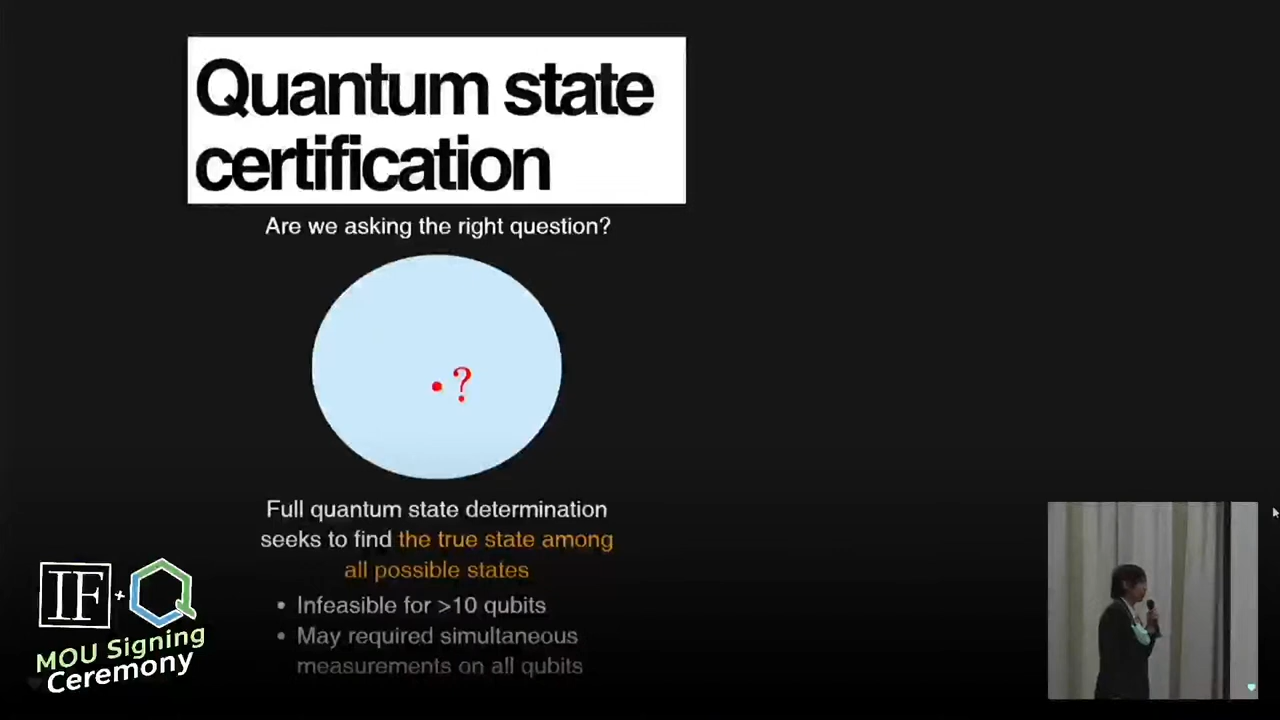 Quantum state
certification
Are we asking the right question?
?
Full quantum state determination
seeks to find the true state among
all possible states
• Infeasible for >10 qubits
• May required simultaneous
measurements on all qubits
IF + Q
MOU Signing
Ceremony